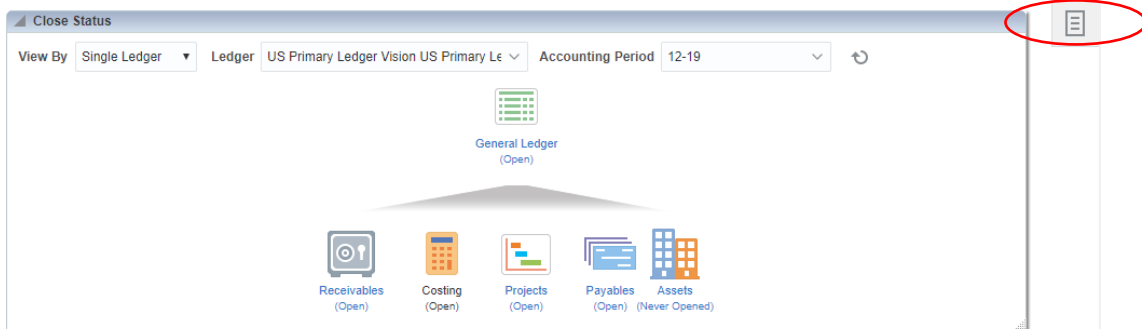 Close Status
View By Single Ledger Ledger US Primary Ledger Vision US Primary Le Accounting Period 12-19
General Ledger
(Open)
Receivables Costing Projects Payables Assets
(Open) (Open) (Open) (Open) (Never Opened)